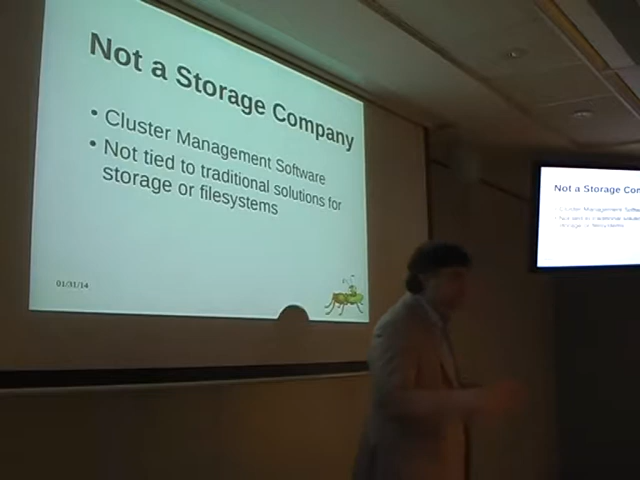 Not a Storage Company
• Cluster Management Software
• Not tied to traditional solutions for
storage or filesystems
01/31/14
Not a Storage